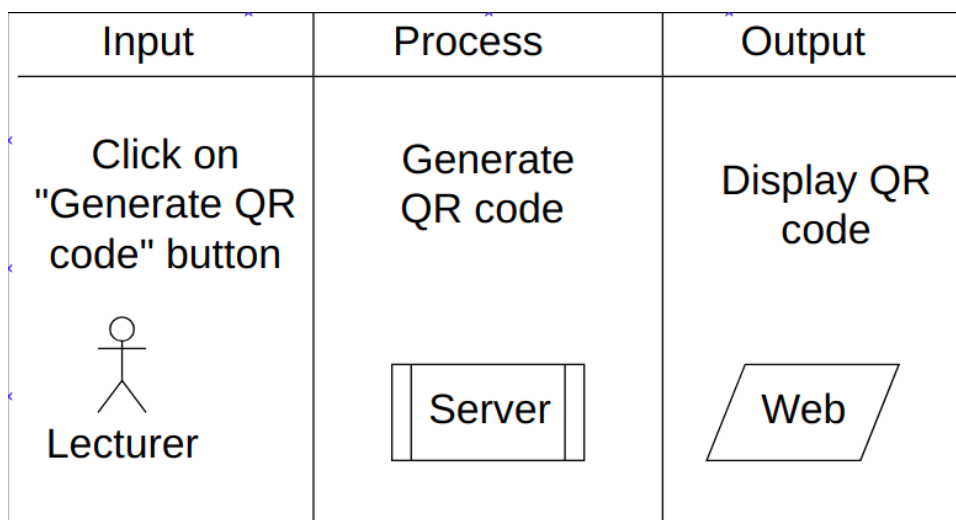 Input
Process
Output
Click on
"Generate QR
code" button
Generate
QR code
Display QR
code
Lecturer
Server
Web